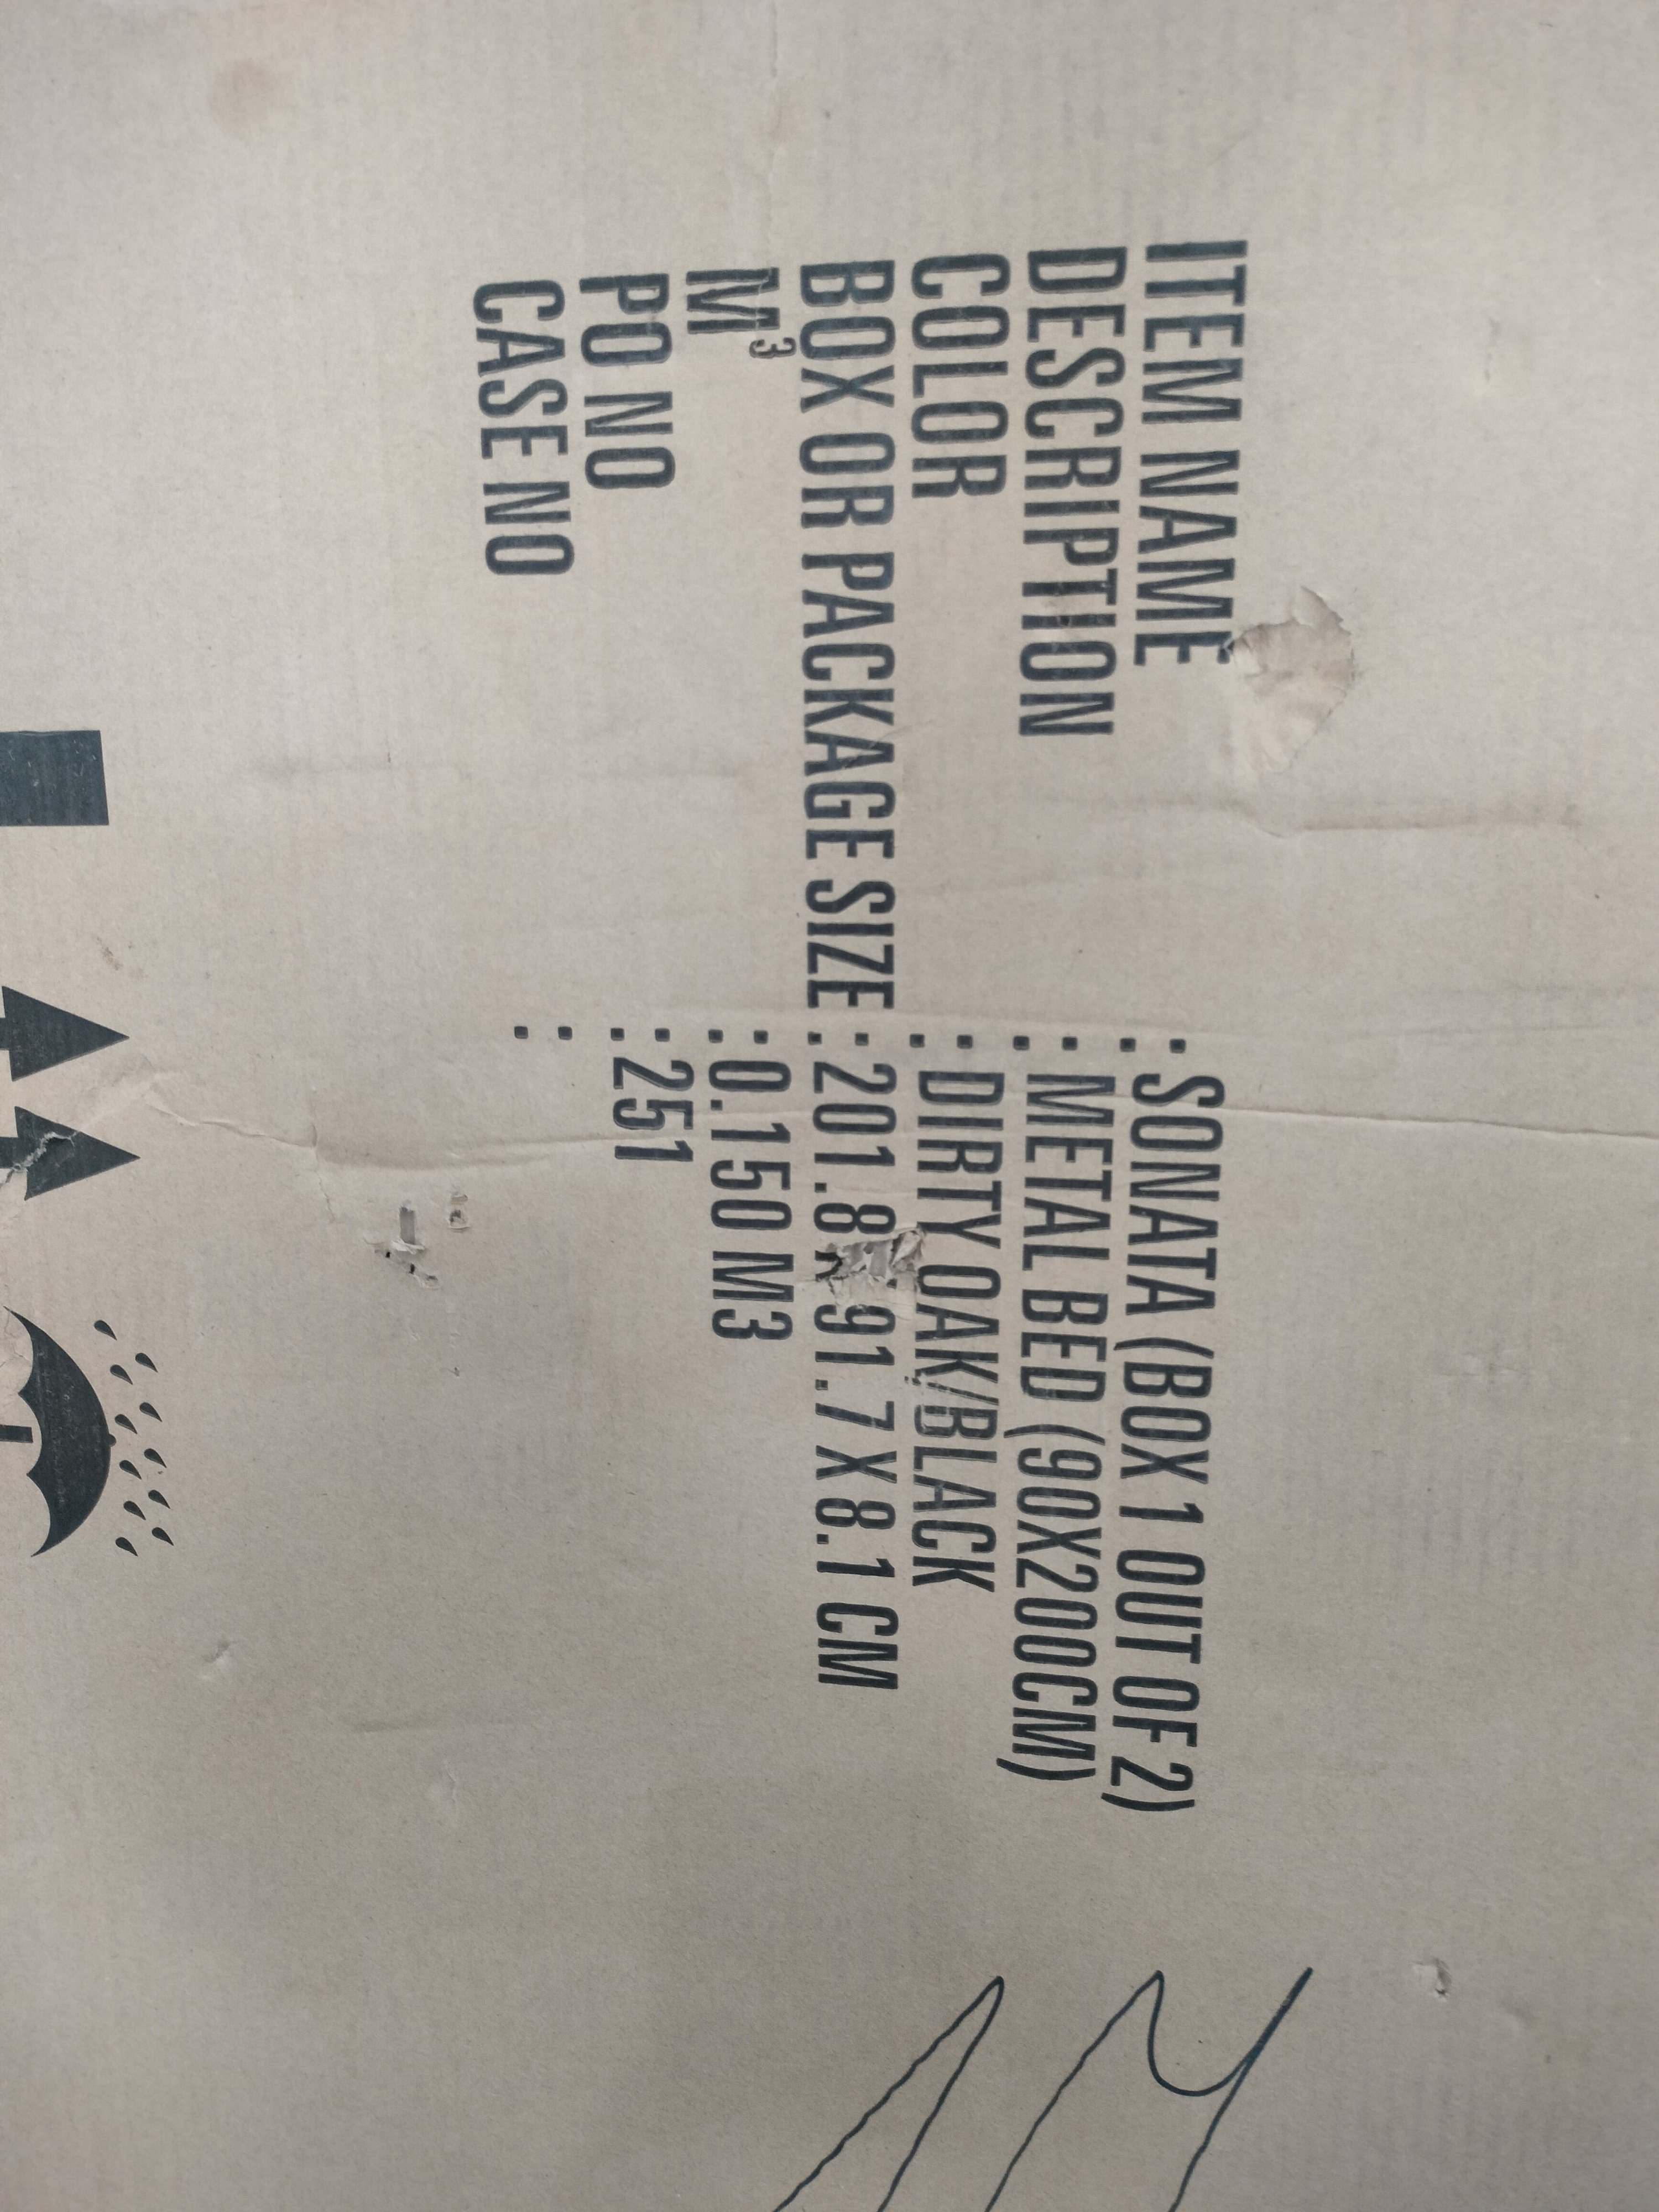 ITEM NAME : SONATA (BOX 1 OUT OF 2)
DESCRIPTION : METAL BED (90X200CM)
COLOR : DIRTY OAK/BLACK
BOX OR PACKAGE SIZE : 201.8 X 91.7 X 8.1 CM
M³ : 0.150 M3
PO NO : 251
CASE NO :